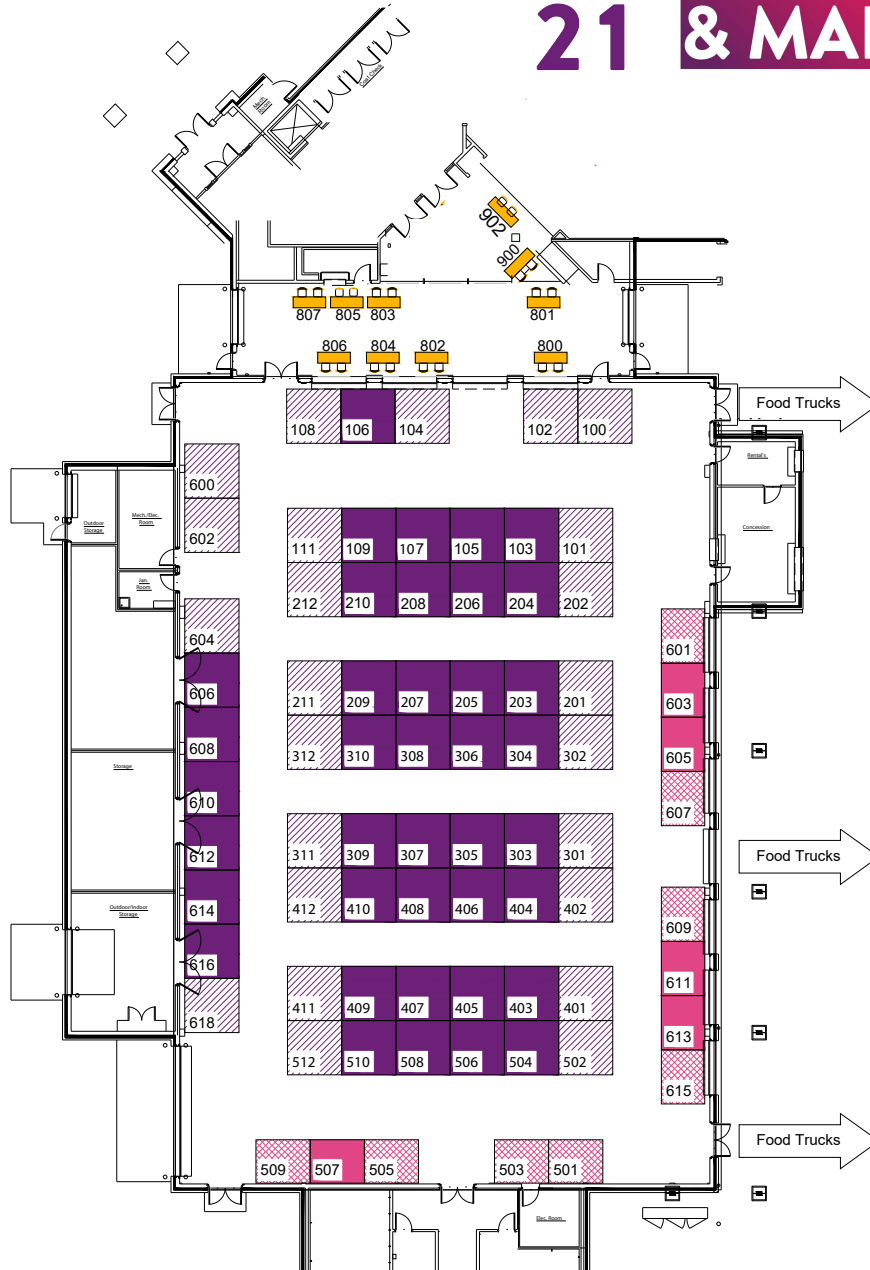 21 & MA
Coat Check
Mech. Room
902
900
807 805 803 801
806 804 802 800
Food Trucks
108 106 104 102 100
Rental's
600
Outdoor Storage
Mech./Elec. Room
602
Concession
111 109 107 105 103 101
Jan. Room
212 210 208 206 204 202
604
601
606
211 209 207 205 203 201
603
608
312 310 308 306 304 302
605
Storage
610
607
612
311 309 307 305 303 301
Food Trucks
614
412 410 408 406 404 402
Outdoor/Indoor Storage
609
616
411 409 407 405 403 401
611
618
512 510 508 506 504 502
613
615
Food Trucks
509 507 505 503 501
Elec. Room